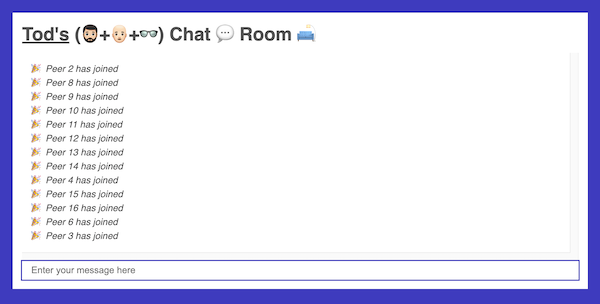 Tod's (🧔🏻+👨🏻‍🦲+👓) Chat 💬 Room 🛋️
🎉 Peer 2 has joined
🎉 Peer 8 has joined
🎉 Peer 9 has joined
🎉 Peer 10 has joined
🎉 Peer 11 has joined
🎉 Peer 12 has joined
🎉 Peer 13 has joined
🎉 Peer 14 has joined
🎉 Peer 4 has joined
🎉 Peer 15 has joined
🎉 Peer 16 has joined
🎉 Peer 6 has joined
🎉 Peer 3 has joined
Enter your message here